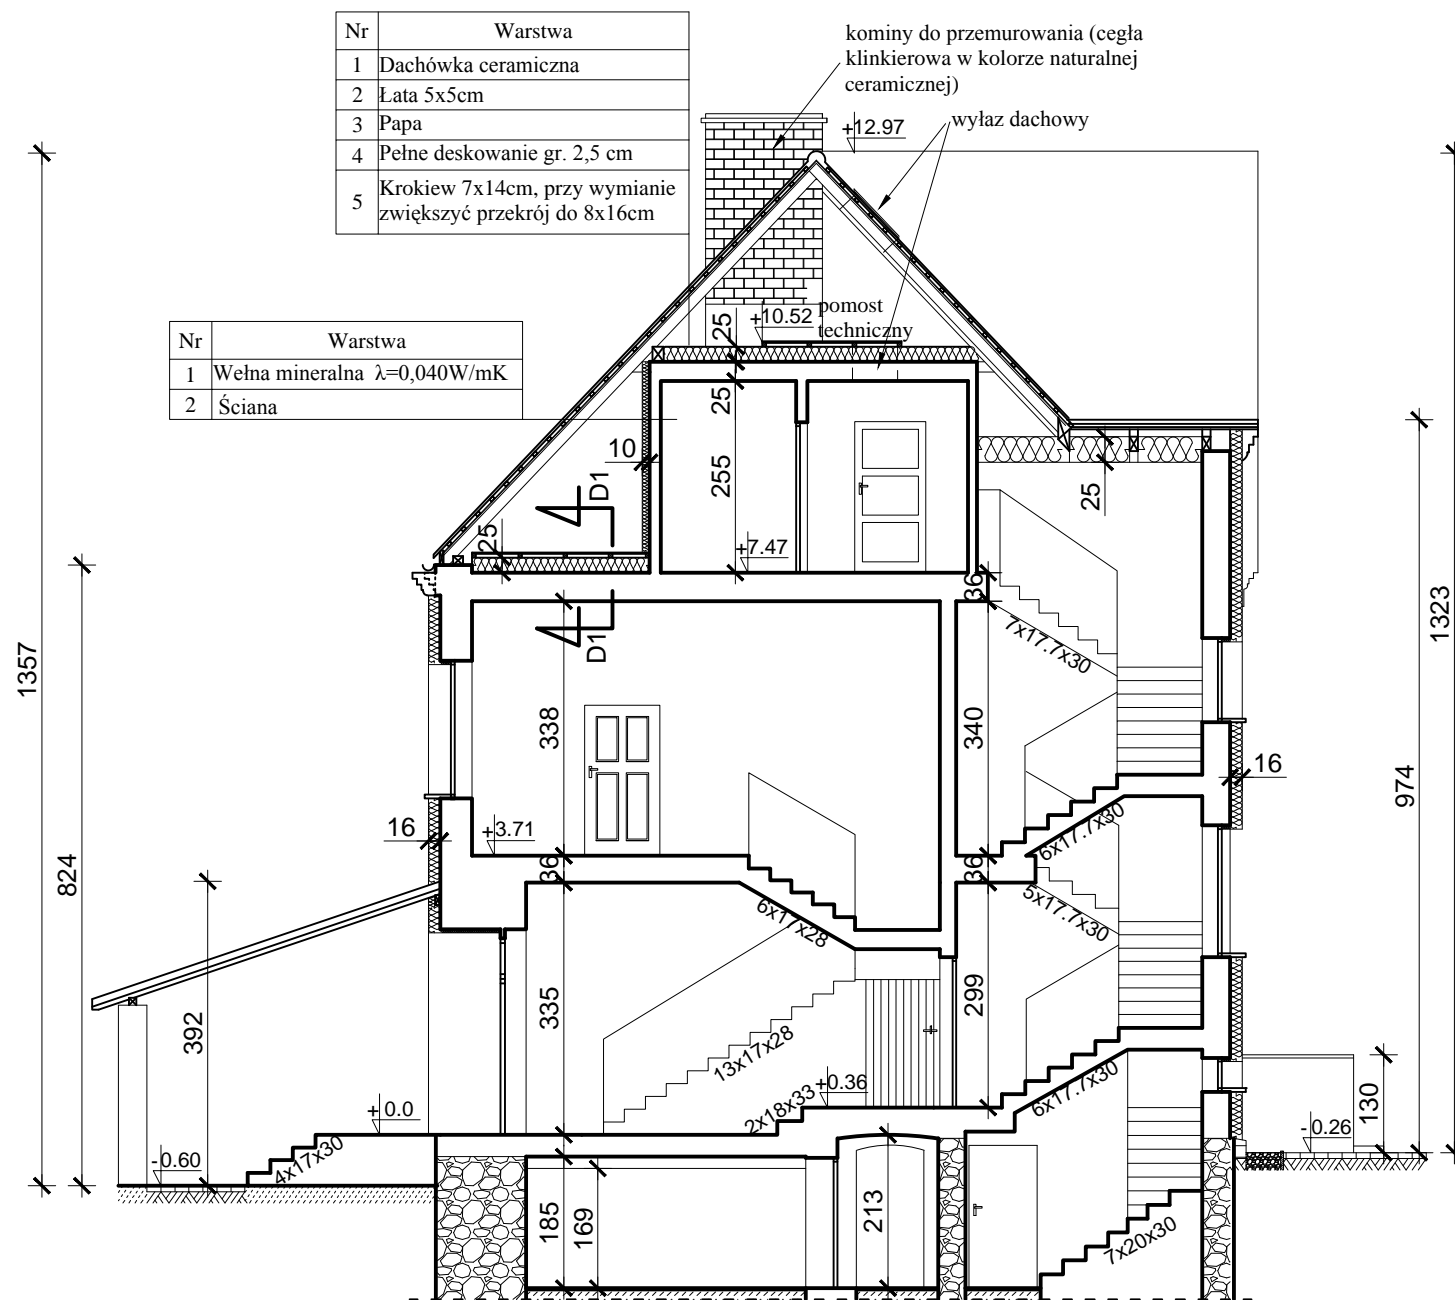 Nr Warstwa
1 Dachówka ceramiczna
2 Łata 5x5cm
3 Papa
4 Pełne deskowanie gr. 2,5 cm
5 Krokiew 7x14cm, przy wymianie
zwiększyć przekrój do 8x16cm
kominy do przemurowania (cegła
klinkierowa w kolorze naturalnej
ceramicznej)
wyłaz dachowy
+12.97
Nr Warstwa
1 Wełna mineralna λ=0,040W/mK
2 Ściana
pomost
techniczny
+10.52
25
25
10
255
25
D1
25
+7.47
36
7x17.7x30
D1
1357
1323
338
340
824
974
16
16
+3.71
36
36
6x17.7x30
5x17.7x30
6x17x28
392
335
299
13x17x28
2x18x33
+0.36
6x17.7x30
130
+ 0.0
- 0.26
-0.60
4x17x30
185
169
213
7x20x30